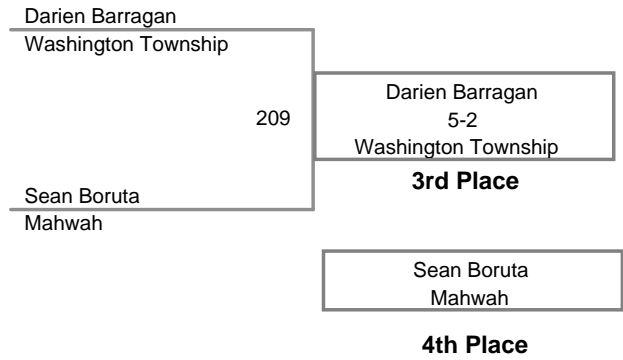 Darien Barragan
Washington Township
209
Darien Barragan
5-2
Washington Township
3rd Place
Sean Boruta
Mahwah
Sean Boruta
Mahwah
4th Place